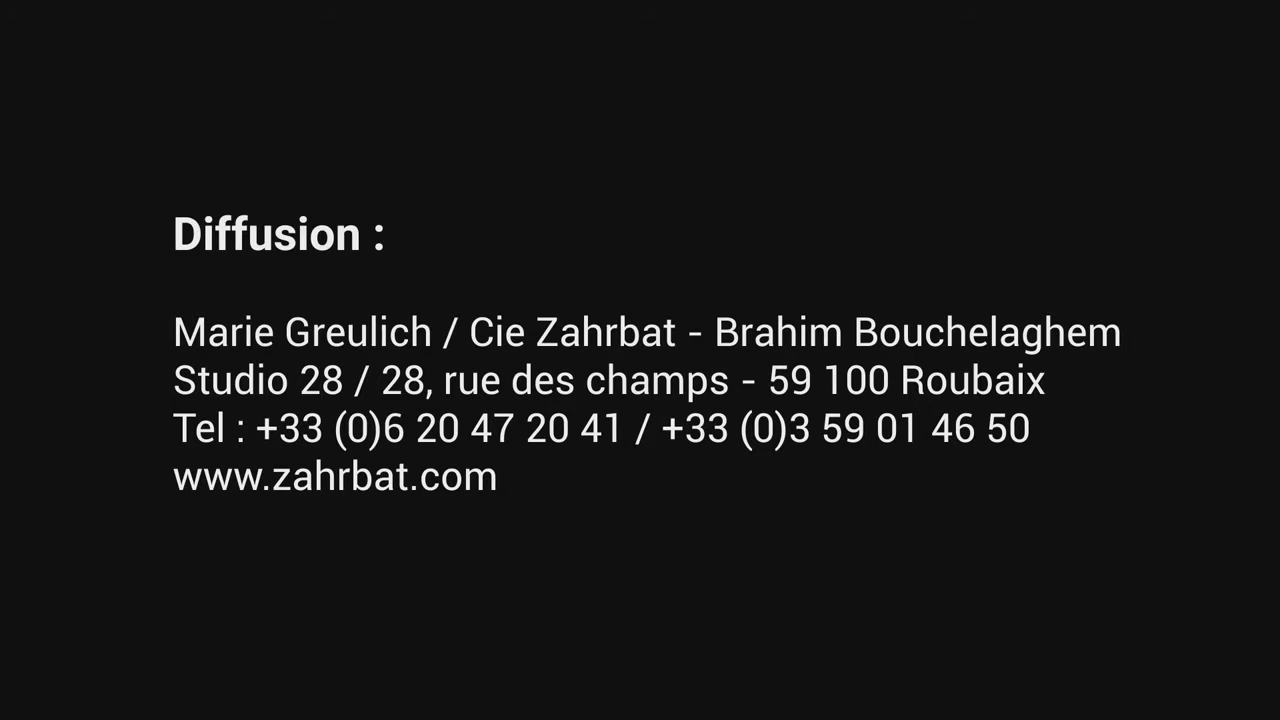 Diffusion :
Marie Greulich / Cie Zahrbat - Brahim Bouchelaghem
Studio 28 / 28, rue des champs - 59 100 Roubaix
Tel : +33 (0)6 20 47 20 41 / +33 (0)3 59 01 46 50
www.zahrbat.com